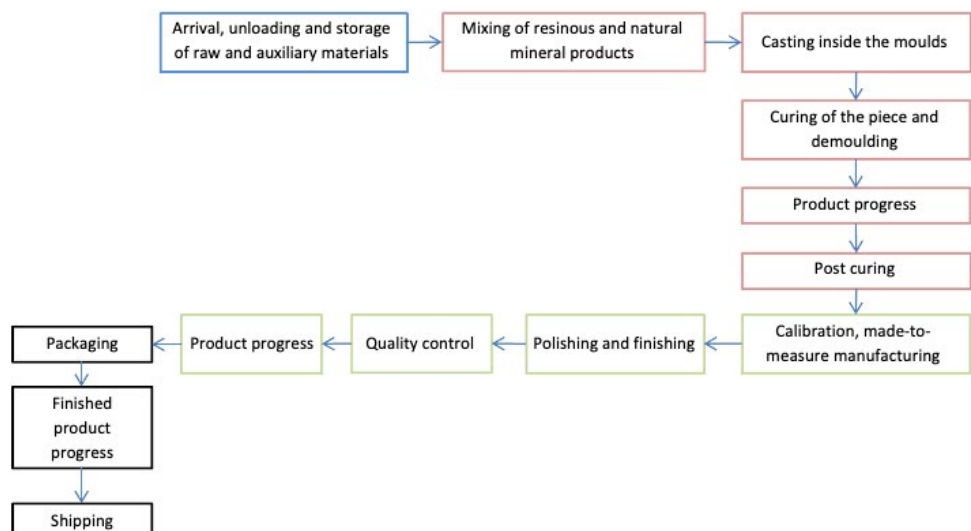 Arrival, unloading and storage
of raw and auxiliary materials
Mixing of resinous and natural
mineral products
Casting inside the moulds
Curing of the piece and
demoulding
Product progress
Post curing
Calibration, made-to-
measure manufacturing
Polishing and finishing
Quality control
Product progress
Packaging
Finished
product
progress
Shipping